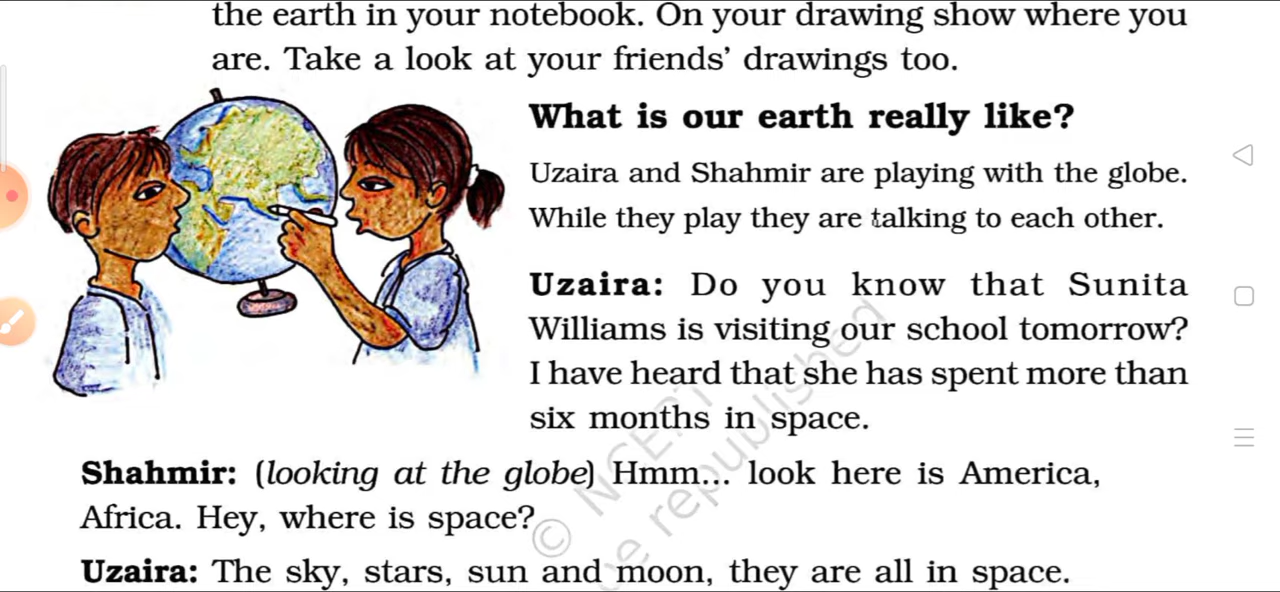 the earth in your notebook. On your drawing show where you
are. Take a look at your friends’ drawings too.
What is our earth really like?
Uzaira and Shahmir are playing with the globe.
While they play they are talking to each other.
Uzaira: Do you know that Sunita
Williams is visiting our school tomorrow?
I have heard that she has spent more than
six months in space.
Shahmir: (looking at the globe) Hmm... look here is America,
Africa. Hey, where is space?
Uzaira: The sky, stars, sun and moon, they are all in space.
© NCERT
be republished